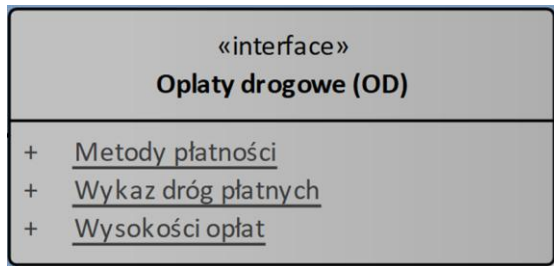 «interface»
Oplaty drogowe (OD)
+ Metody płatności
+ Wykaz dróg płatnych
+ Wysokości opłat